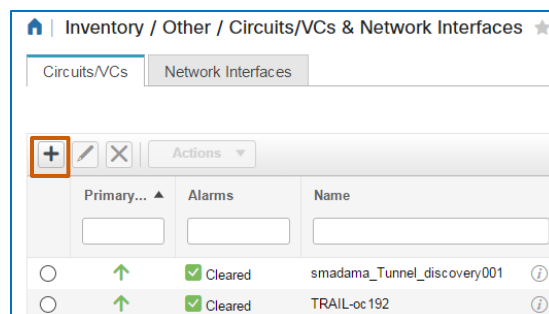 Inventory / Other / Circuits/VCs & Network Interfaces
Circuits/VCs Network Interfaces
Actions
Primary... Alarms Name
Cleared smadama_Tunnel_discovery001
Cleared TRAIL-oc192